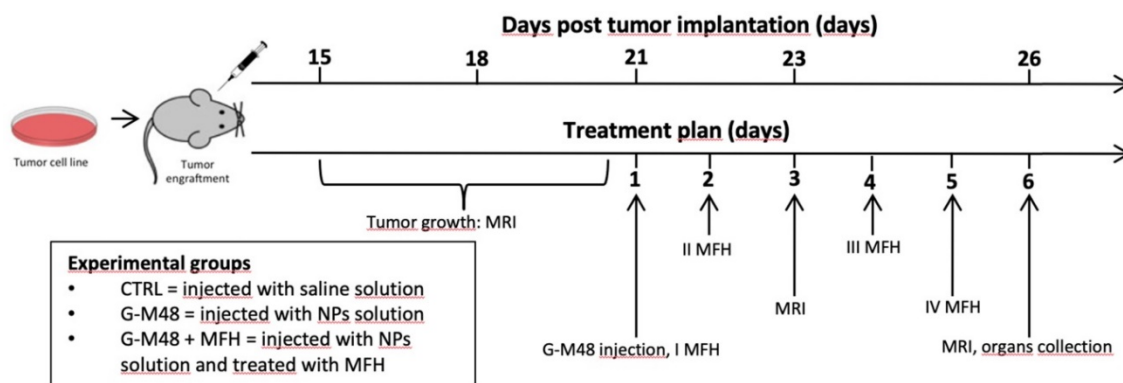 Days post tumor implantation (days)
15 18 21 23 26
Treatment plan (days)
Tumor cell line
Tumor
engraftment
1 2 3 4 5 6
Tumor growth: MRI
II MFH
III MFH
MRI
IV MFH
G-M48 injection, I MFH
MRI, organs collection
Experimental groups
• CTRL = injected with saline solution
• G-M48 = injected with NPs solution
• G-M48 + MFH = injected with NPs
solution and treated with MFH